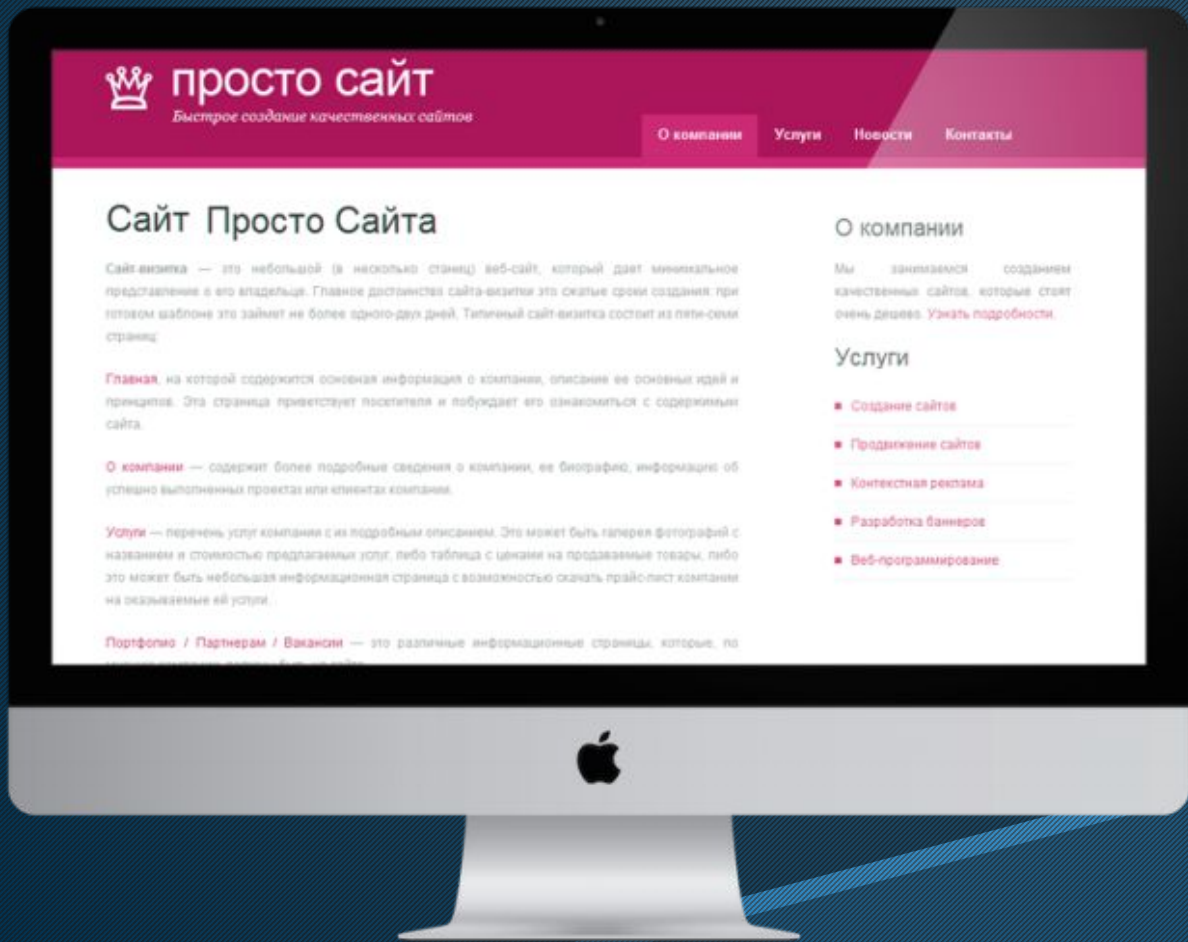 просто сайт
Быстрое создание качественных сайтов
О компании Услуги Новости Контакты
Сайт Просто Сайта
Сайт-визитка — это небольшой (в несколько станиц) веб-сайт, который дает минимальное
представление о его владельце. Главное достоинство сайта-визитки это сжатые сроки создания: при
готовом шаблоне это займет не более одного-двух дней. Типичный сайт-визитка состоит из пяти-семи
страниц:
Главная, на которой содержится основная информация о компании, описание ее основных идей и
принципов. Эта страница приветствует посетителя и побуждает его ознакомиться с содержимым
сайта.
О компании — содержит более подробные сведения о компании, ее биографию, информацию об
успешно выполненных проектах или клиентах компании.
Услуги — перечень услуг компании с их подробным описанием. Это может быть галерея фотографий с
названием и стоимостью предлагаемых услуг, либо таблица с ценами на продаваемые товары, либо
это может быть небольшая информационная страница с возможностью скачать прайс-лист компании
на оказываемые ей услуги.
Портфолио / Партнерам / Вакансии — это различные информационные страницы, которые, по
О компании
Мы занимаемся созданием
качественных сайтов, которые стоят
очень дешево. Узнать подробности.
Услуги
Создание сайтов
Продвижение сайтов
Контекстная реклама
Разработка баннеров
Веб-программирование